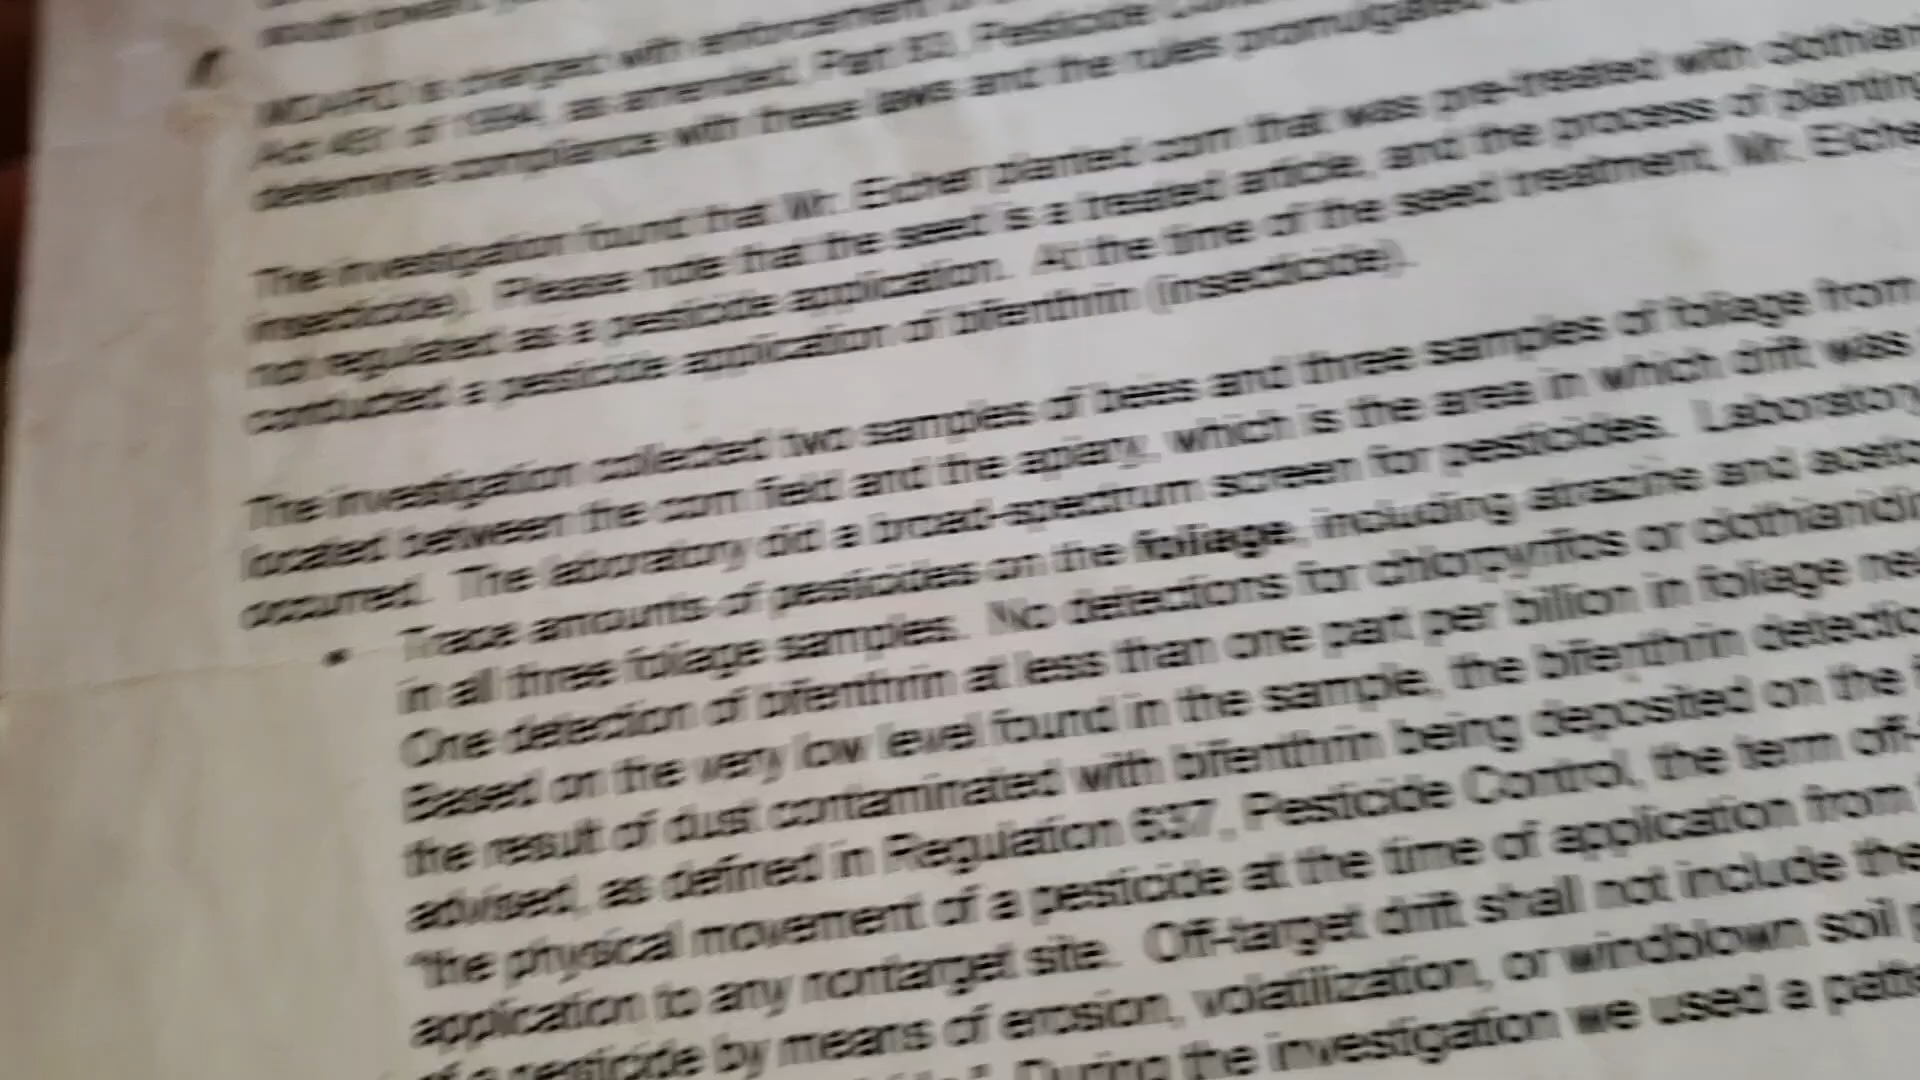 MDARD is charged with enforcement
Act 451 of 1994, as amended, Part 83, Pesticide
determine compliance with these laws and the rules promulgated
The investigation found that Mr. Eicher planted corn that was pre-treated with
insecticide). Please note that the seed is a treated article, and the process of planting
not regulated as a pesticide application. At the time of the seed treatment, Mr.
conducted a pesticide application of bifenthrin (insecticide).
The investigation collected two samples of bees and three samples of foliage from
located between the corn field and the apiary, which is the area in which drift was
occurred. The laboratory did a broad-spectrum screen for pesticides. Laboratory
• Trace amounts of pesticides on the foliage, including atrazine and
in all three foliage samples. No detections for chlorpyrifos or clothianidin
One detection of bifenthrin at less than one part per billion in foliage
Based on the very low level found in the sample, the bifenthrin
the result of dust contaminated with bifenthrin being deposited on the
advised, as defined in Regulation 637, Pesticide Control, the term off-
"the physical movement of a pesticide at the time of application from
application to any nontarget site. Off-target drift shall not include the
of a pesticide by means of erosion, volatilization, or windblown soil
During the investigation we used a